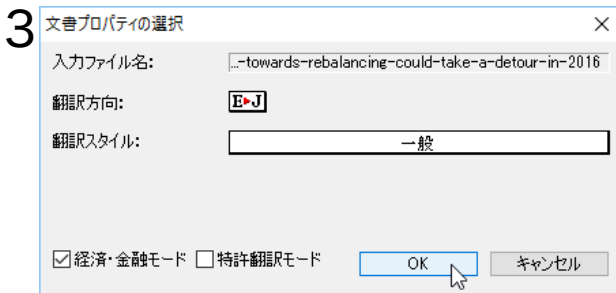 3
文書プロパティの選択
入力ファイル名: ...-towards-rebalancing-could-take-a-detour-in-2016
翻訳方向: E▸J
翻訳スタイル: 一般
経済・金融モード 特許翻訳モード OK キャンセル